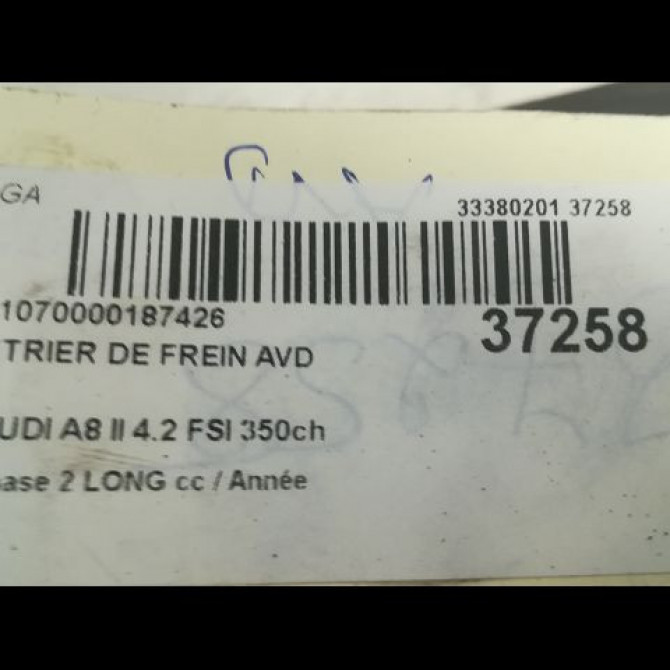 GA
33380201 37258
1070000187426
37258
TRIER DE FREIN AVD
UDI A8 II 4.2 FSI 350ch
ase 2 LONG cc / Année